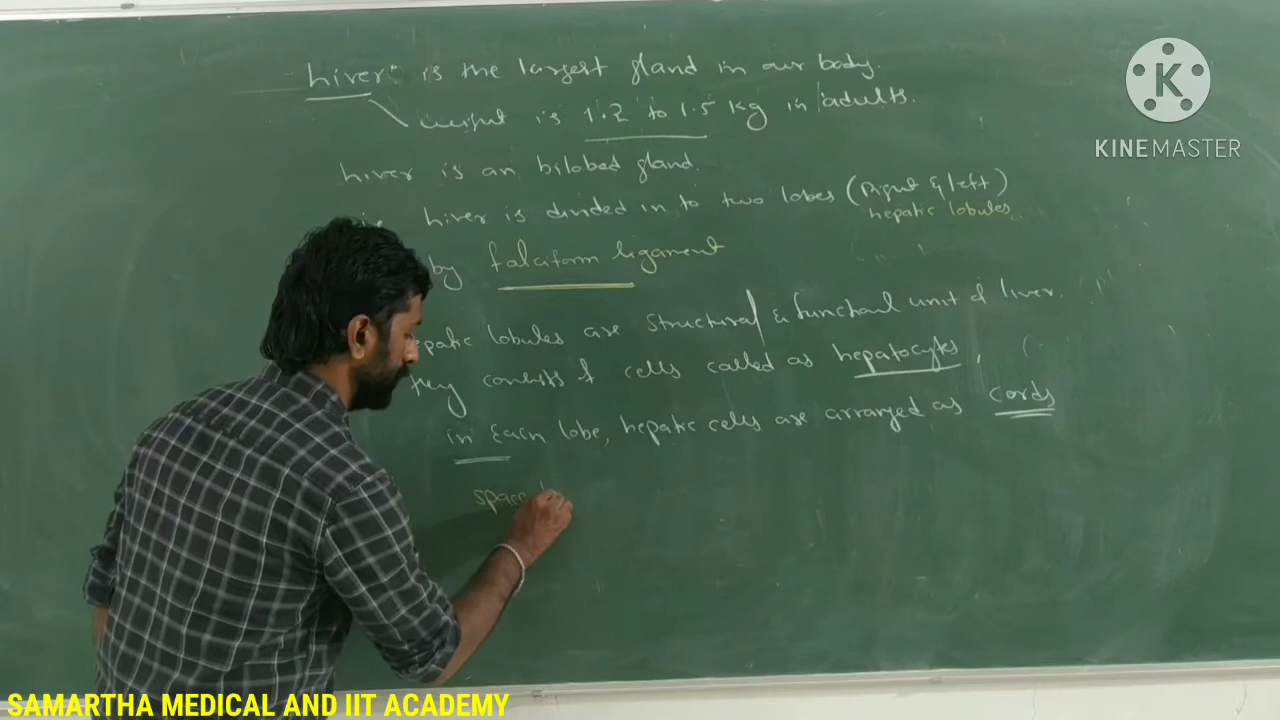 Liver is the largest gland in our body.
weight is 1.2 to 1.5 kg in adults.
Liver is an bilobed gland.
Liver is divided in to two lobes (Right & left)
hepatic lobules
by falciform ligament
patic lobules are structural & functional unit of liver.
they consists of cells called as hepatocytes.
in Each lobe, hepatic cells are arranged as cords
space
K
KINEMASTER
SAMARTHA MEDICAL AND IIT ACADEMY